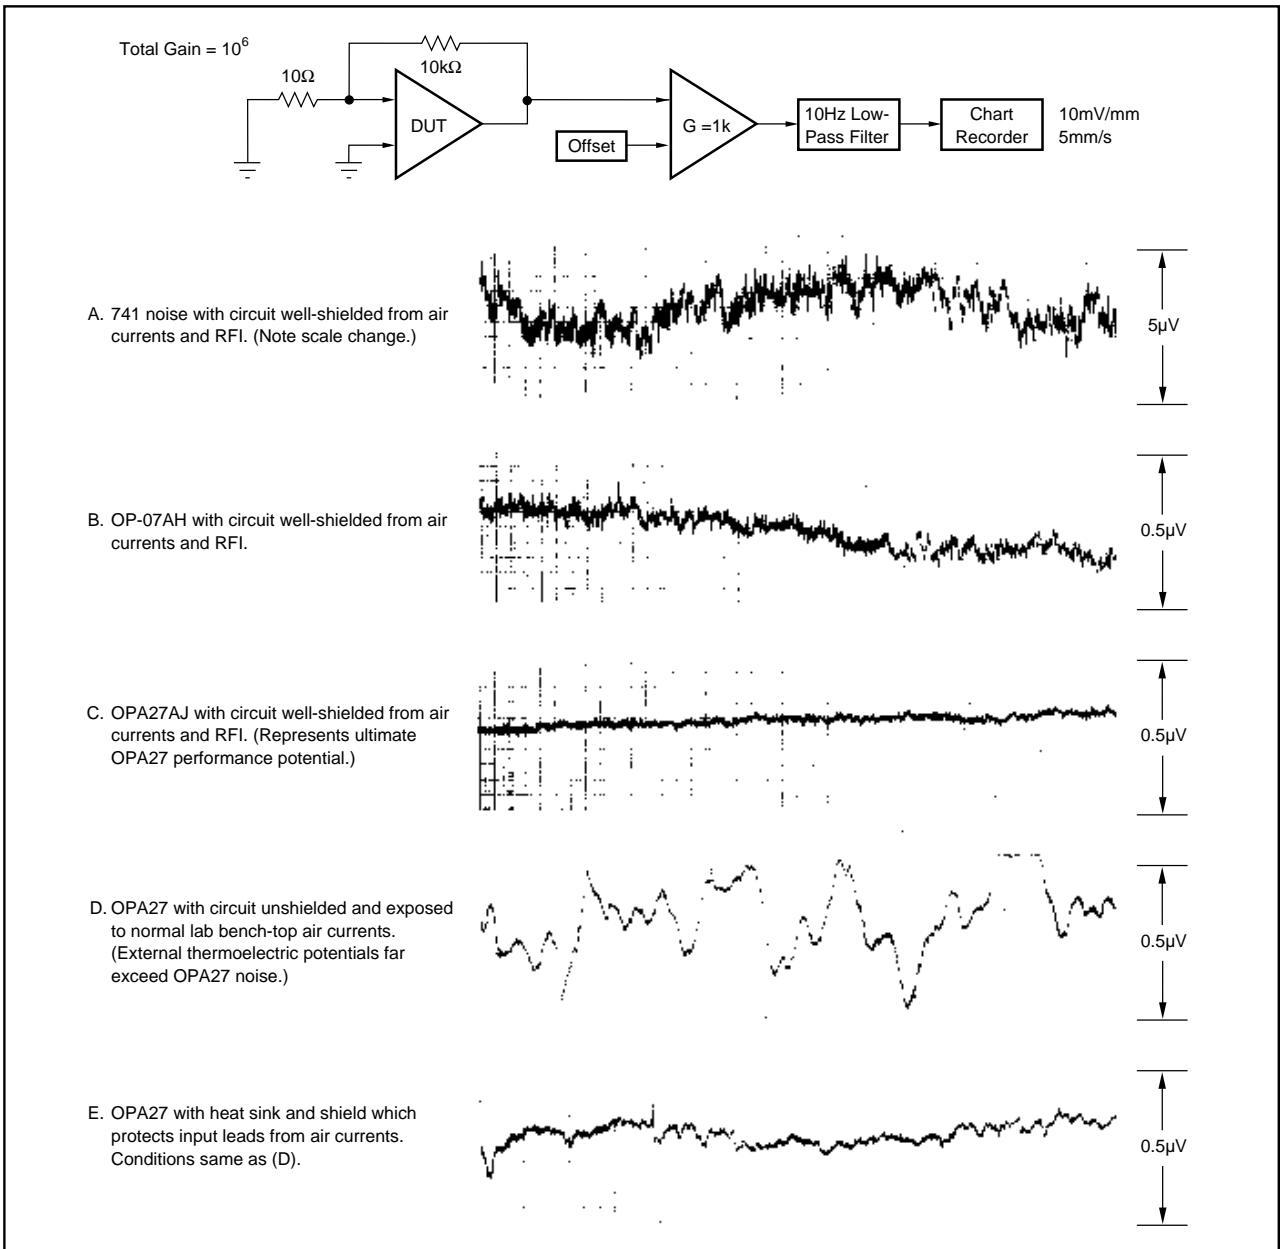 Total Gain = 10⁶
10Ω
10kΩ
DUT
Offset
G =1k
10Hz Low-
Pass Filter
Chart
Recorder
10mV/mm
5mm/s
A. 741 noise with circuit well-shielded from air
currents and RFI. (Note scale change.)
5µV
B. OP-07AH with circuit well-shielded from air
currents and RFI.
0.5µV
C. OPA27AJ with circuit well-shielded from air
currents and RFI. (Represents ultimate
OPA27 performance potential.)
0.5µV
D. OPA27 with circuit unshielded and exposed
to normal lab bench-top air currents.
(External thermoelectric potentials far
exceed OPA27 noise.)
0.5µV
E. OPA27 with heat sink and shield which
protects input leads from air currents.
Conditions same as (D).
0.5µV